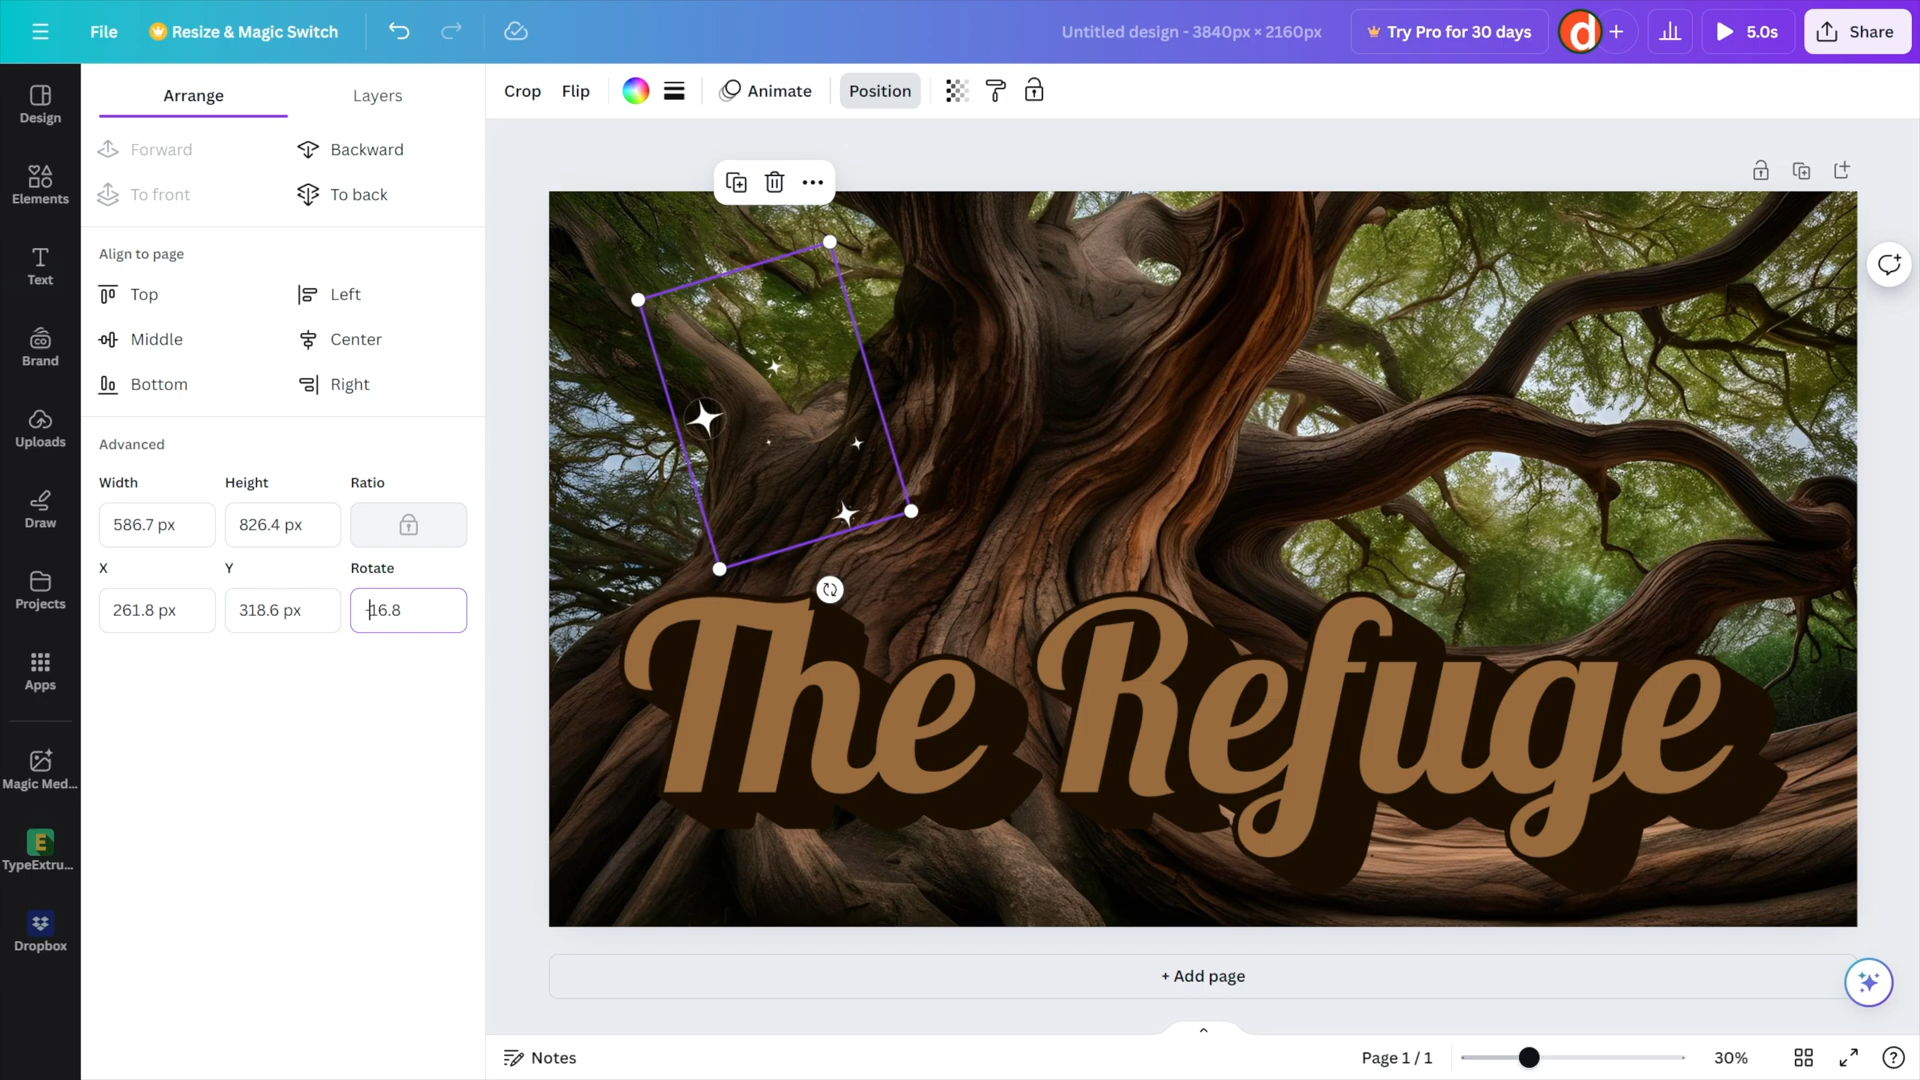 File
Resize & Magic Switch
Untitled design - 3840px × 2160px
Try Pro for 30 days
d
5.0s
Share
Design
Elements
Text
Brand
Uploads
Draw
Projects
Apps
Magic Med...
TypeExtru...
Dropbox
Arrange
Layers
Forward
Backward
To front
To back
Align to page
Top
Left
Middle
Center
Bottom
Right
Advanced
Width
Height
Ratio
586.7 px
826.4 px
X
Y
Rotate
261.8 px
318.6 px
-16.8
Crop
Flip
Animate
Position
The Refuge
+ Add page
Notes
Page 1 / 1
30%